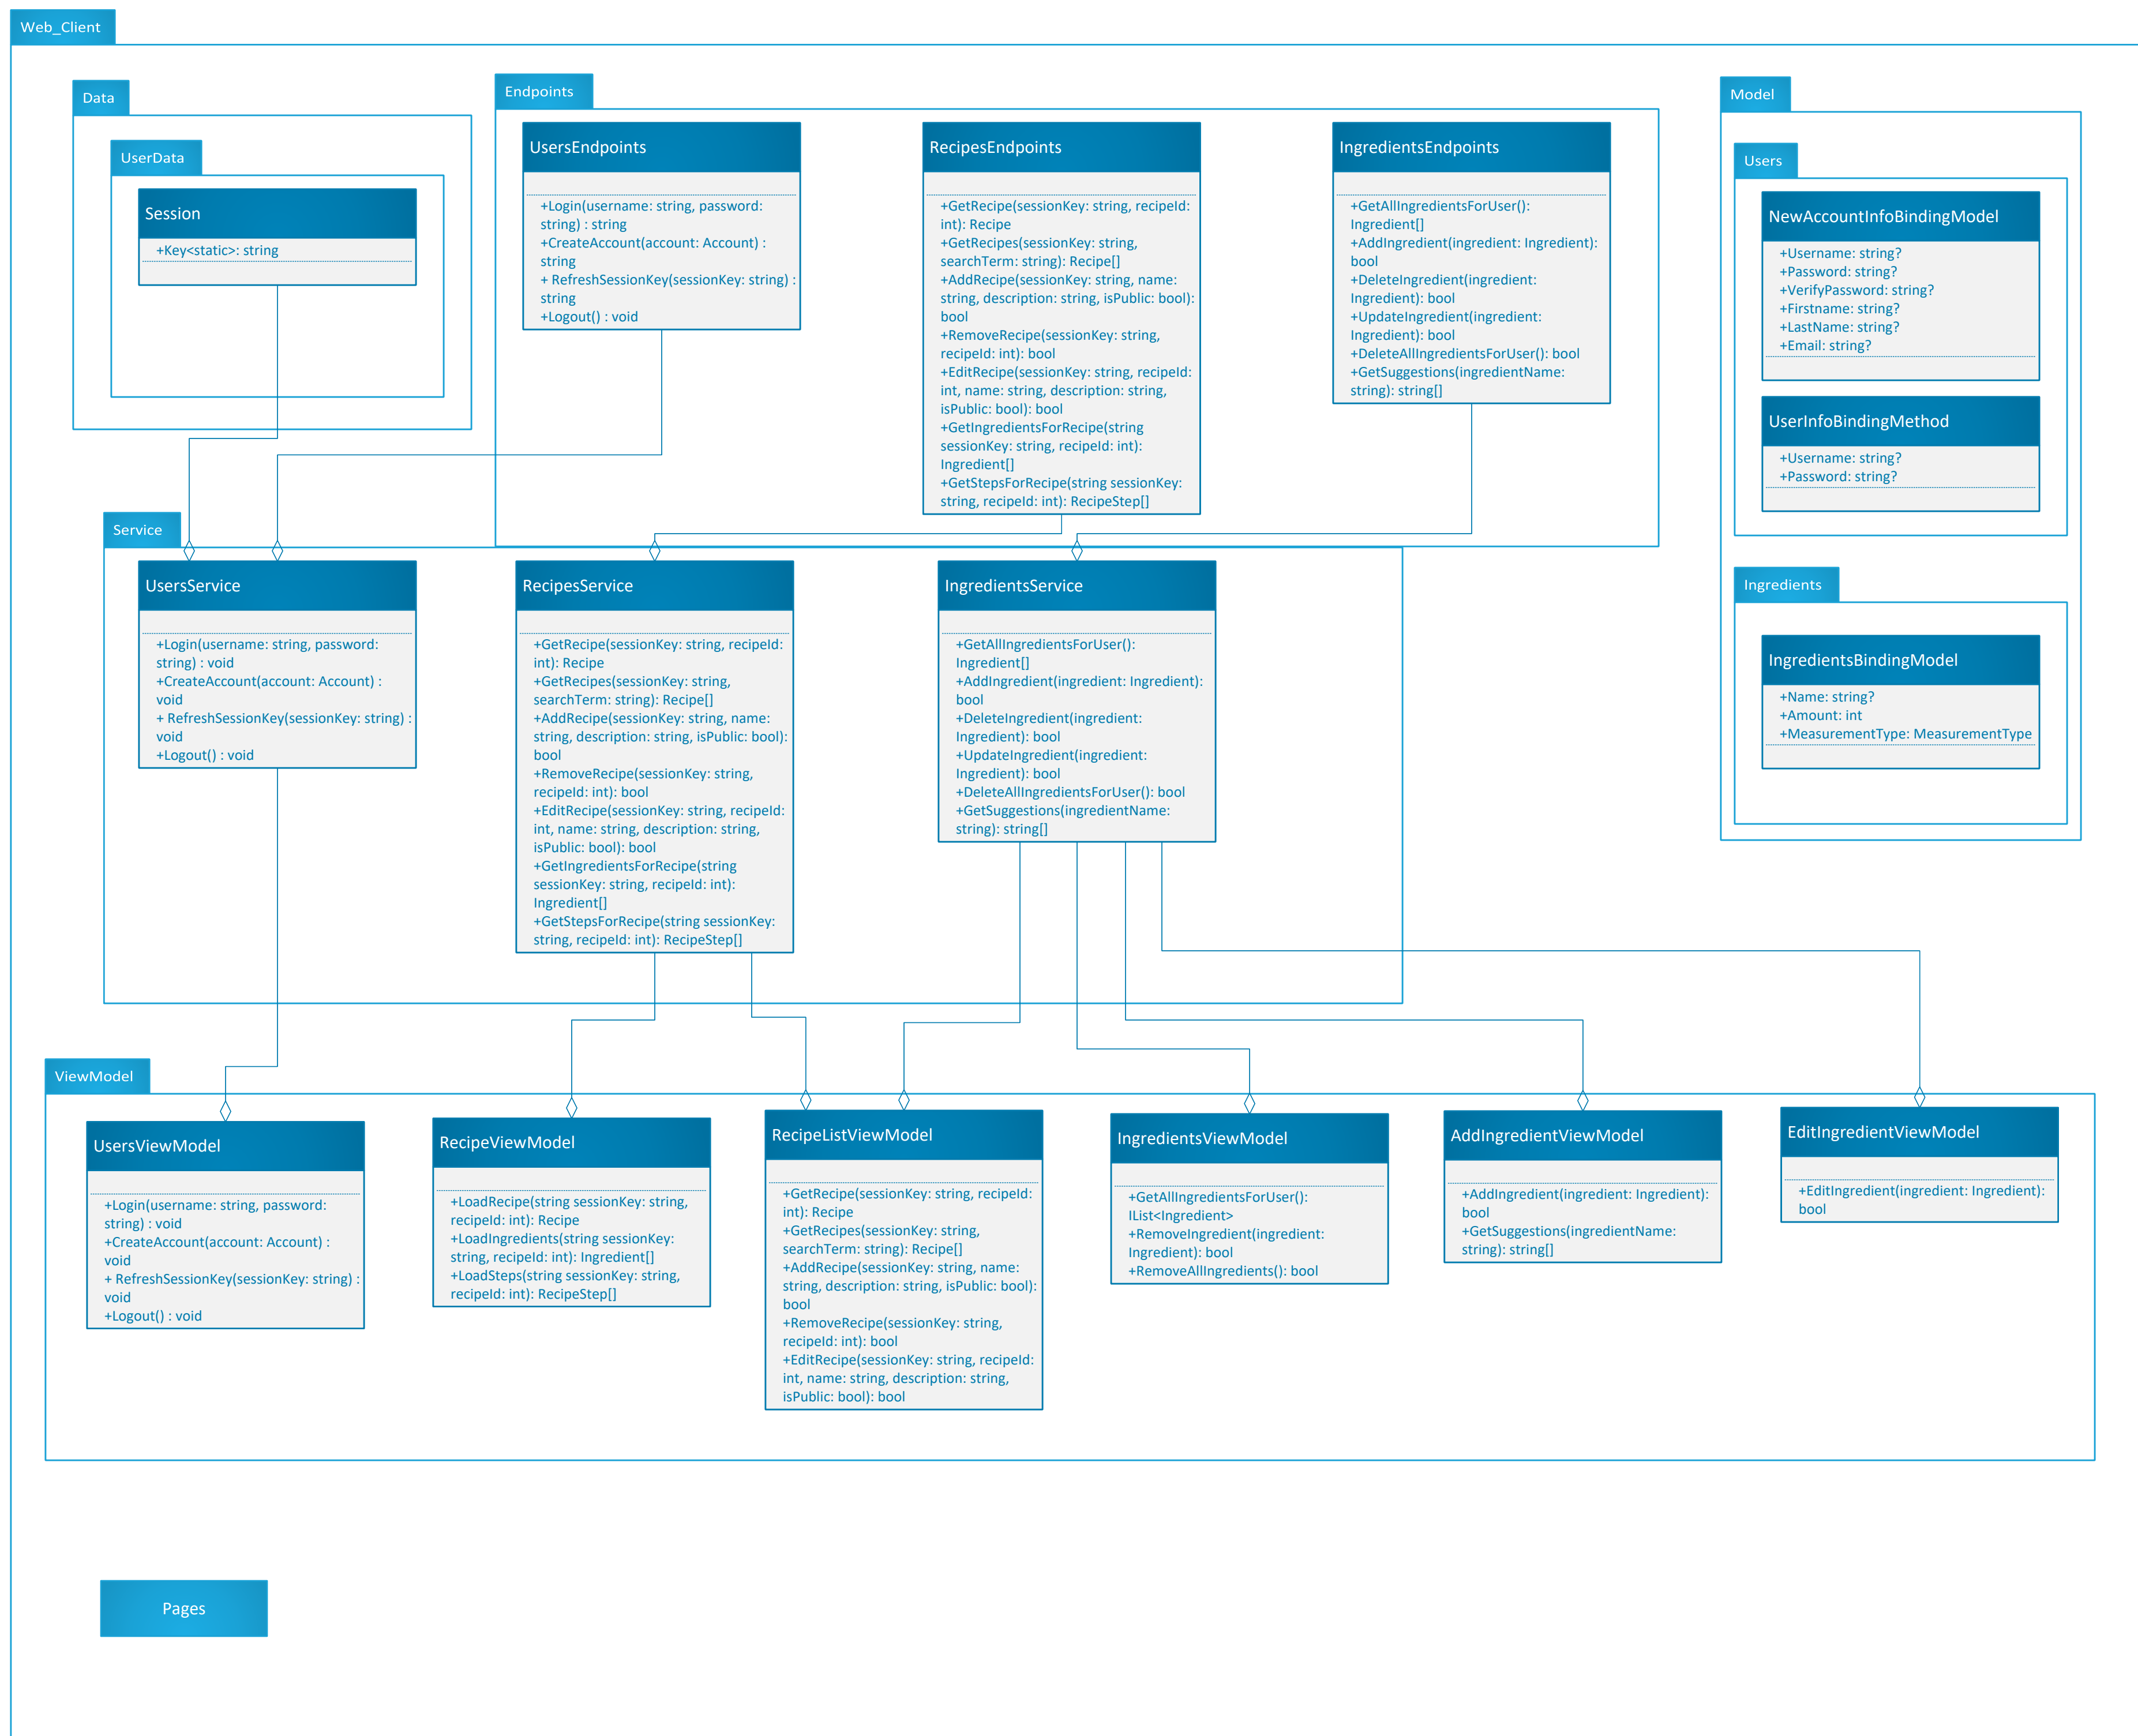 Web_Client
Data
UserData
Session
+Key<static>: string
Endpoints
UsersEndpoints
+Login(username: string, password:
string) : string
+CreateAccount(account: Account) :
string
+ RefreshSessionKey(sessionKey: string) :
string
+Logout() : void
RecipesEndpoints
+GetRecipe(sessionKey: string, recipeId:
int): Recipe
+GetRecipes(sessionKey: string,
searchTerm: string): Recipe[]
+AddRecipe(sessionKey: string, name:
string, description: string, isPublic: bool):
bool
+RemoveRecipe(sessionKey: string,
recipeId: int): bool
+EditRecipe(sessionKey: string, recipeId:
int, name: string, description: string,
isPublic: bool): bool
+GetIngredientsForRecipe(string
sessionKey: string, recipeId: int):
Ingredient[]
+GetStepsForRecipe(string sessionKey:
string, recipeId: int): RecipeStep[]
IngredientsEndpoints
+GetAllIngredientsForUser():
Ingredient[]
+AddIngredient(ingredient: Ingredient):
bool
+DeleteIngredient(ingredient:
Ingredient): bool
+UpdateIngredient(ingredient:
Ingredient): bool
+DeleteAllIngredientsForUser(): bool
+GetSuggestions(ingredientName:
string): string[]
Model
Users
NewAccountInfoBindingModel
+Username: string?
+Password: string?
+VerifyPassword: string?
+Firstname: string?
+LastName: string?
+Email: string?
UserInfoBindingMethod
+Username: string?
+Password: string?
Ingredients
IngredientsBindingModel
+Name: string?
+Amount: int
+MeasurementType: MeasurementType
Service
UsersService
+Login(username: string, password:
string) : void
+CreateAccount(account: Account) :
void
+ RefreshSessionKey(sessionKey: string) :
void
+Logout() : void
RecipesService
+GetRecipe(sessionKey: string, recipeId:
int): Recipe
+GetRecipes(sessionKey: string,
searchTerm: string): Recipe[]
+AddRecipe(sessionKey: string, name:
string, description: string, isPublic: bool):
bool
+RemoveRecipe(sessionKey: string,
recipeId: int): bool
+EditRecipe(sessionKey: string, recipeId:
int, name: string, description: string,
isPublic: bool): bool
+GetIngredientsForRecipe(string
sessionKey: string, recipeId: int):
Ingredient[]
+GetStepsForRecipe(string sessionKey:
string, recipeId: int): RecipeStep[]
IngredientsService
+GetAllIngredientsForUser():
Ingredient[]
+AddIngredient(ingredient: Ingredient):
bool
+DeleteIngredient(ingredient:
Ingredient): bool
+UpdateIngredient(ingredient:
Ingredient): bool
+DeleteAllIngredientsForUser(): bool
+GetSuggestions(ingredientName:
string): string[]
ViewModel
UsersViewModel
+Login(username: string, password:
string) : void
+CreateAccount(account: Account) :
void
+ RefreshSessionKey(sessionKey: string) :
void
+Logout() : void
RecipeViewModel
+LoadRecipe(string sessionKey: string,
recipeId: int): Recipe
+LoadIngredients(string sessionKey:
string, recipeId: int): Ingredient[]
+LoadSteps(string sessionKey: string,
recipeId: int): RecipeStep[]
RecipeListViewModel
+GetRecipe(sessionKey: string, recipeId:
int): Recipe
+GetRecipes(sessionKey: string,
searchTerm: string): Recipe[]
+AddRecipe(sessionKey: string, name:
string, description: string, isPublic: bool):
bool
+RemoveRecipe(sessionKey: string,
recipeId: int): bool
+EditRecipe(sessionKey: string, recipeId:
int, name: string, description: string,
isPublic: bool): bool
IngredientsViewModel
+GetAllIngredientsForUser():
IList<Ingredient>
+RemoveIngredient(ingredient:
Ingredient): bool
+RemoveAllIngredients(): bool
AddIngredientViewModel
+AddIngredient(ingredient: Ingredient):
bool
+GetSuggestions(ingredientName:
string): string[]
EditIngredientViewModel
+EditIngredient(ingredient: Ingredient):
bool
Pages